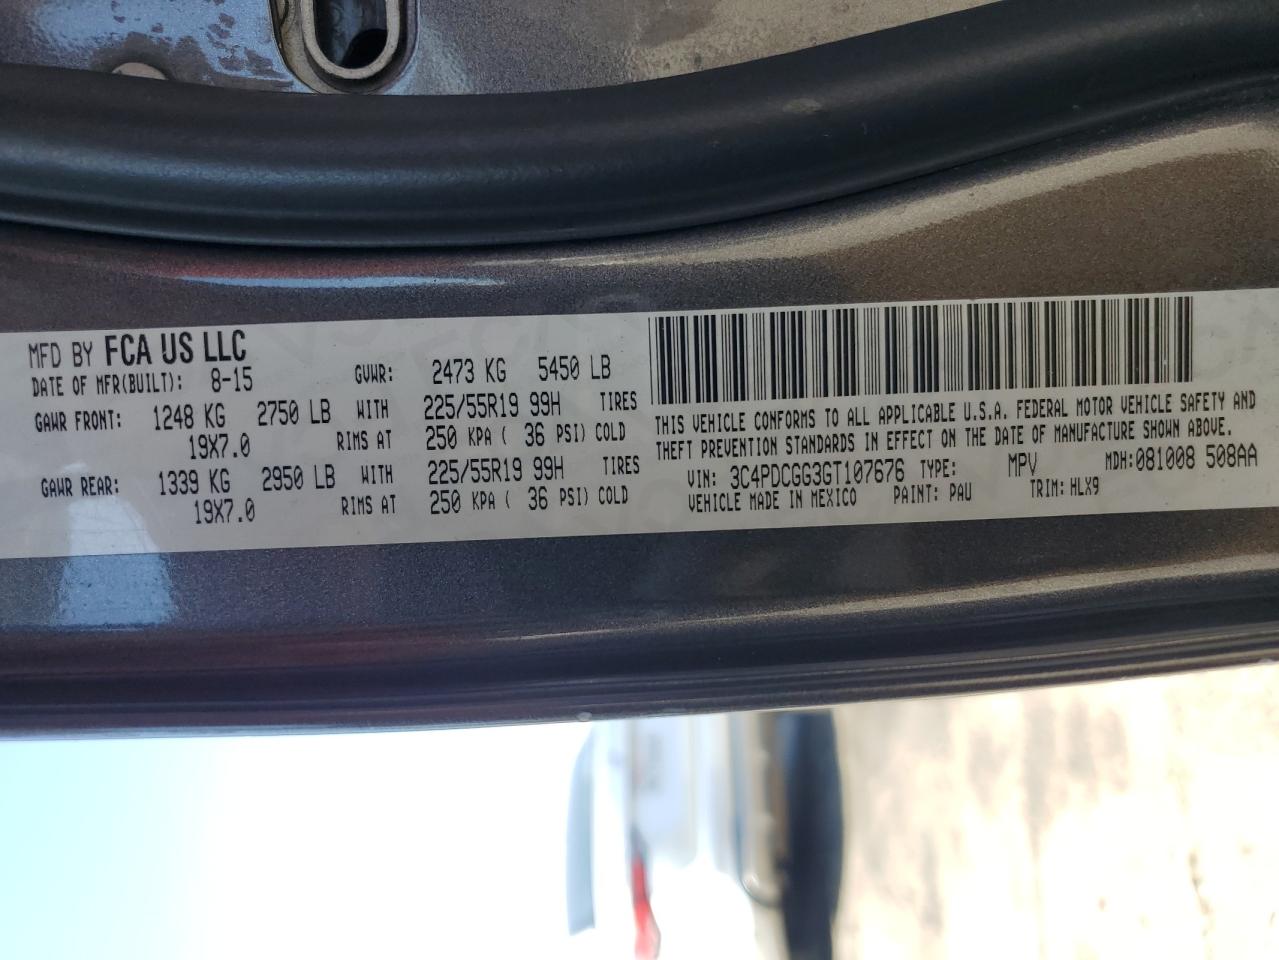 MFD BY FCA US LLC
DATE OF MFR(BUILT): 8-15 GVWR: 2473 KG 5450 LB
GAWR FRONT: 1248 KG 2750 LB WITH 225/55R19 99H TIRES
19X7.0 RIMS AT 250 KPA ( 36 PSI) COLD
GAWR REAR: 1339 KG 2950 LB WITH 225/55R19 99H TIRES
19X7.0 RIMS AT 250 KPA ( 36 PSI) COLD
THIS VEHICLE CONFORMS TO ALL APPLICABLE U.S.A. FEDERAL MOTOR VEHICLE SAFETY AND
THEFT PREVENTION STANDARDS IN EFFECT ON THE DATE OF MANUFACTURE SHOWN ABOVE.
VIN: 3C4PDCGG3GT107676 TYPE: MPV MDH:081008 508AA
VEHICLE MADE IN MEXICO PAINT: PAU TRIM: HLX9